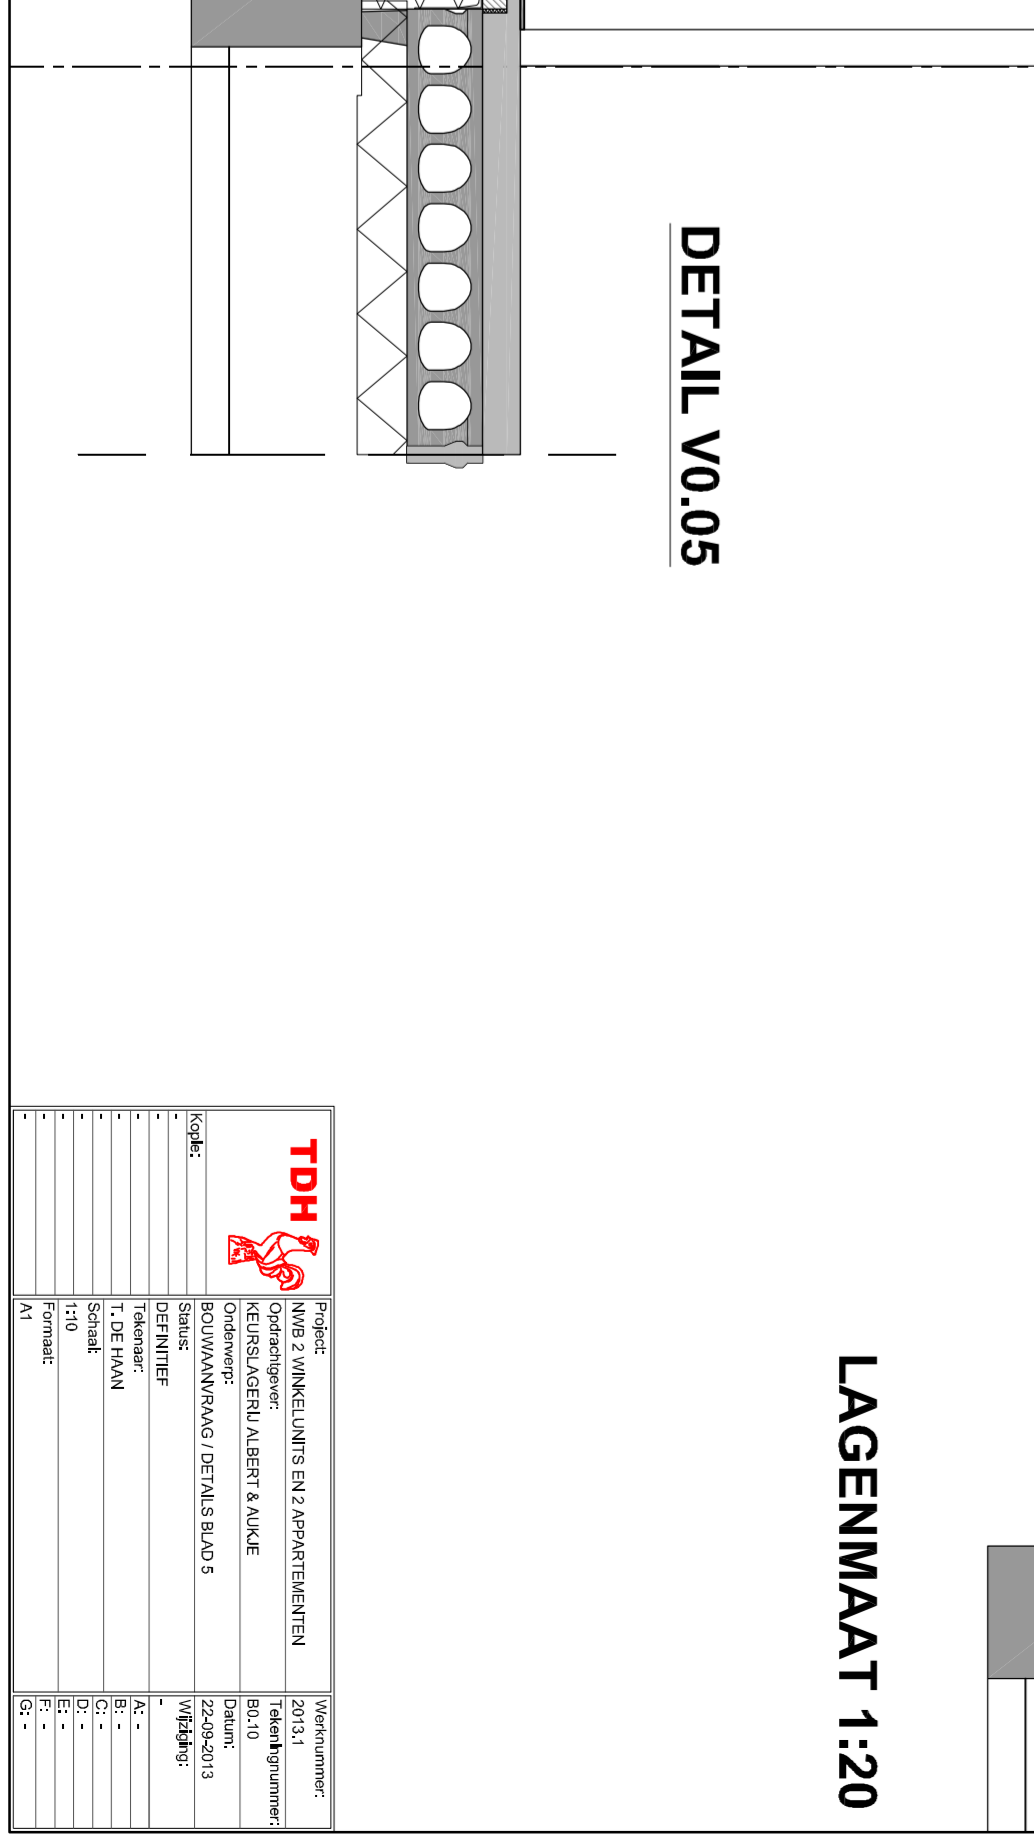 DETAIL V0.05
LAGENMAAT 1:20
TDH
Kopie:
-
-
-
-
-
-
-
-
-
Project:
NWB 2 WINKELUNITS EN 2 APPARTEMENTEN
Opdrachtgever:
KEURSLAGERIJ ALBERT & AUKJE
Onderwerp:
BOUWAANVRAAG / DETAILS BLAD 5
Status:
DEFINITIEF
Tekenaar:
T. DE HAAN
Schaal:
1:10
Formaat:
A1
Werknummer:
2013.1
Tekeningnummer:
B0.10
Datum:
22-09-2013
Wijziging:
-
A: -
B: -
C: -
D: -
E: -
F: -
G: -